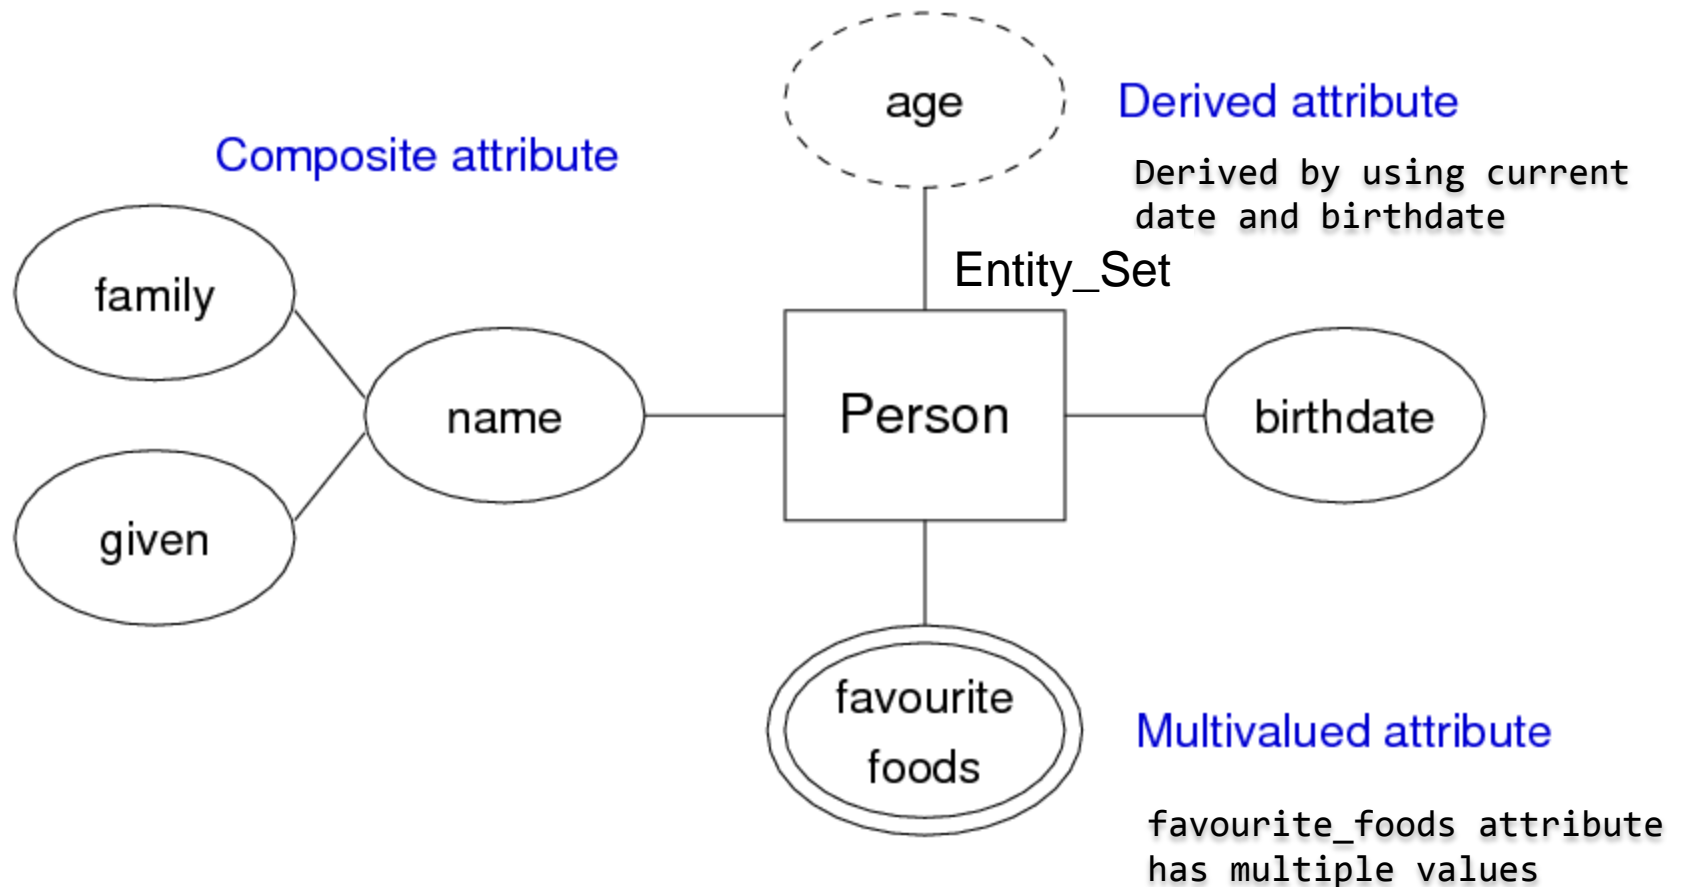 age
Derived attribute
Derived by using current
date and birthdate
Composite attribute
Entity_Set
family
name
Person
birthdate
given
favourite
foods
Multivalued attribute
favourite_foods attribute
has multiple values